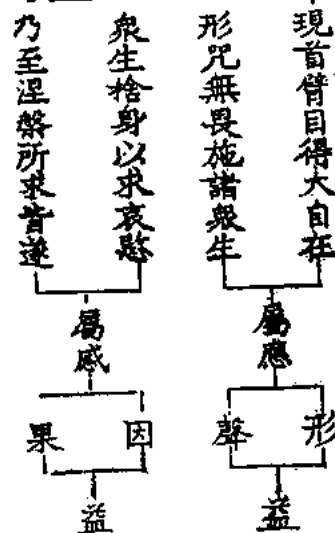 現首臂目得大自在
形咒無畏施諸眾生
屬應
形
聲
益
眾生捨身以求哀愍
乃至涅槃所求皆遂
屬感
因
果
益